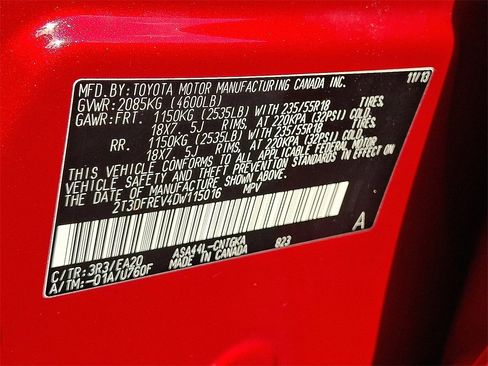 MFD. BY: TOYOTA MOTOR MANUFACTURING CANADA INC. 11/13
GVWR: 2085KG (4600LB)
GAWR: FRT. 1150KG (2535LB) WITH 235/55R18 TIRES
18X7. 5J RIMS, AT 220KPA (32PSI) COLD.
RR. 1150KG (2535LB) WITH 235/55R18 TIRES
18X7. 5J RIMS, AT 220KPA (32PSI) COLD.
THIS VEHICLE CONFORMS TO ALL APPLICABLE FEDERAL MOTOR
VEHICLE SAFETY AND THEFT PREVENTION STANDARDS IN EFFECT ON
THE DATE OF MANUFACTURE SHOWN ABOVE.
2T3DFREV4DW115016 MPV
A
C/TR: 3R3/EA20 ASA44L-CNTGKA 823
A/TM: -01A/U760F MADE IN CANADA